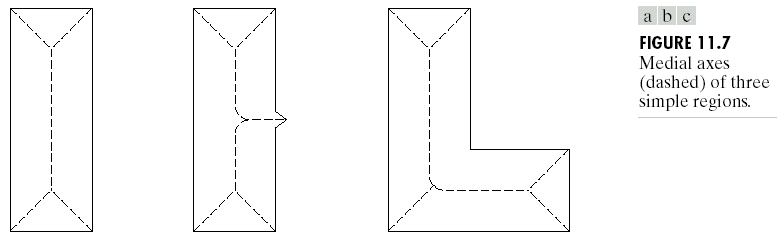 a b c
FIGURE 11.7
Medial axes
(dashed) of three
simple regions.